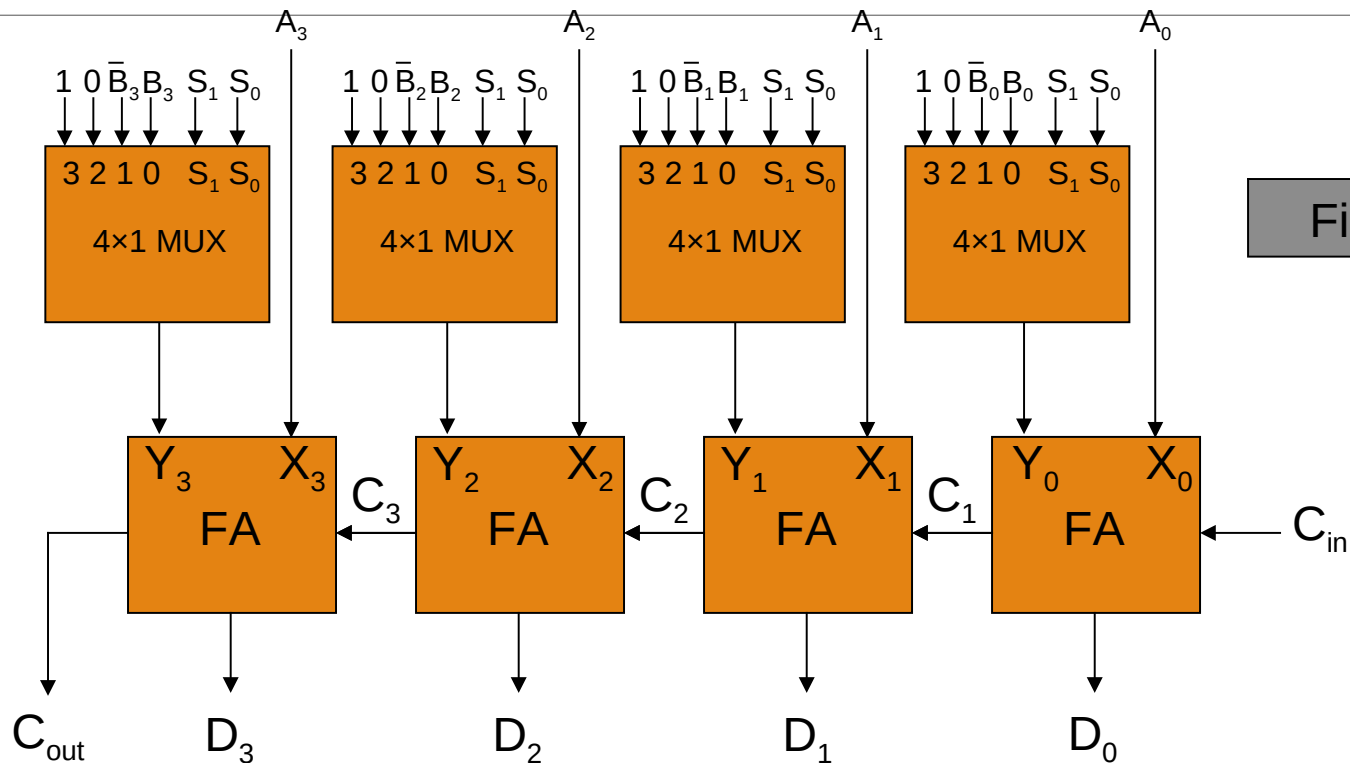 A₃ A₂ A₁ A₀
1 0 B̅₃ B₃ S₁ S₀ 1 0 B̅₂ B₂ S₁ S₀ 1 0 B̅₁ B₁ S₁ S₀ 1 0 B̅₀ B₀ S₁ S₀
3 2 1 0 S₁ S₀ 3 2 1 0 S₁ S₀ 3 2 1 0 S₁ S₀ 3 2 1 0 S₁ S₀
Fi
4×1 MUX 4×1 MUX 4×1 MUX 4×1 MUX
Y₃ X₃ Y₂ X₂ Y₁ X₁ Y₀ X₀
C₃ C₂ C₁
FA FA FA FA Cin
Cout D₃ D₂ D₁ D₀